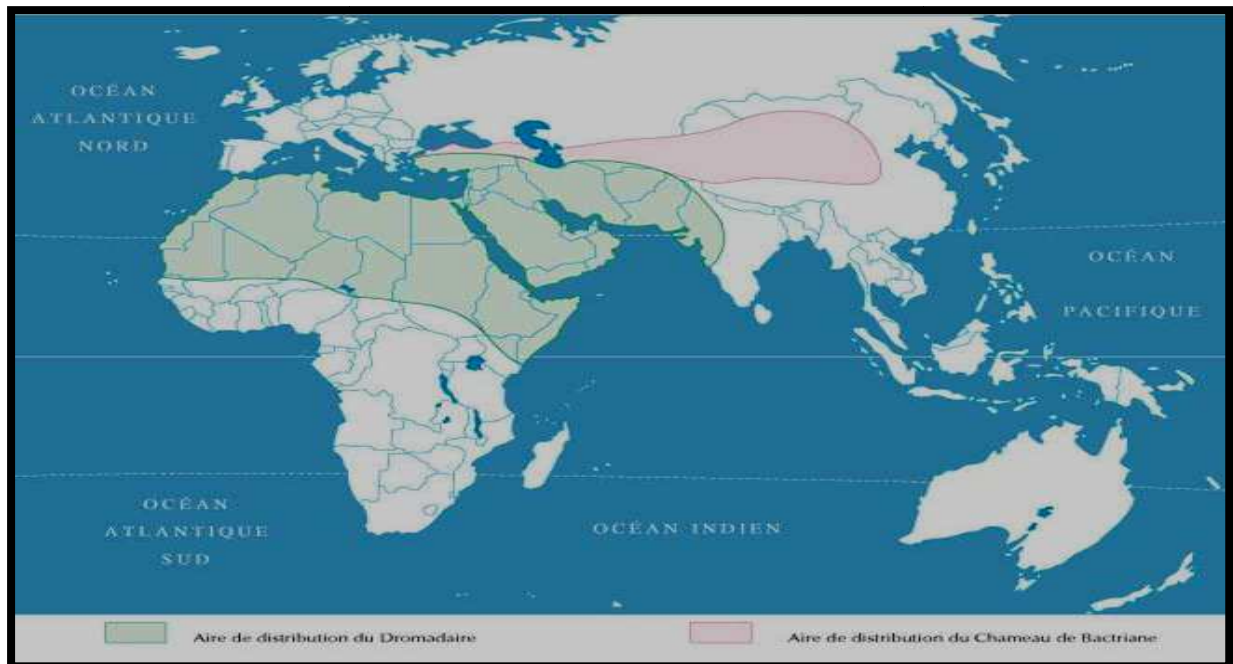 OCÉAN
ATLANTIQUE
NORD
OCÉAN
PACIFIQUE
OCÉAN
ATLANTIQUE
SUD
OCÉAN INDIEN
Aire de distribution du Dromadaire
Aire de distribution du Chameau de Bactriane